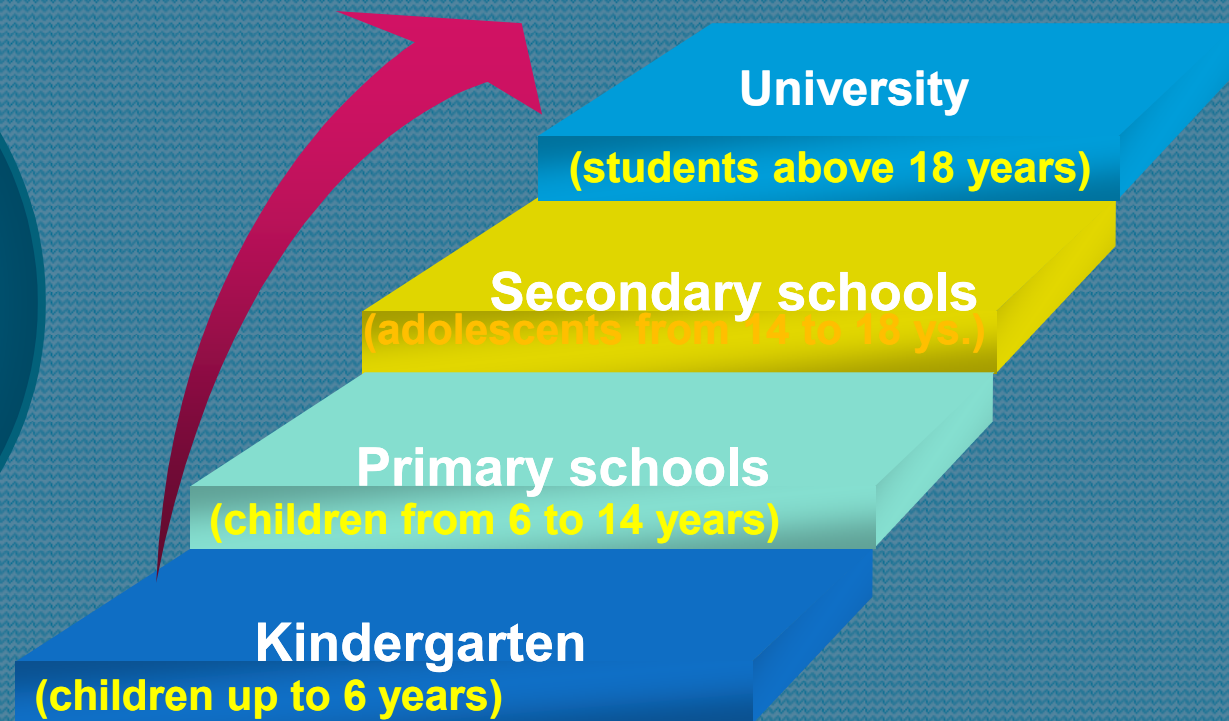 University
(students above 18 years)
Secondary schools
(adolescents from 14 to 18 ys.)
Primary schools
(children from 6 to 14 years)
Kindergarten
(children up to 6 years)